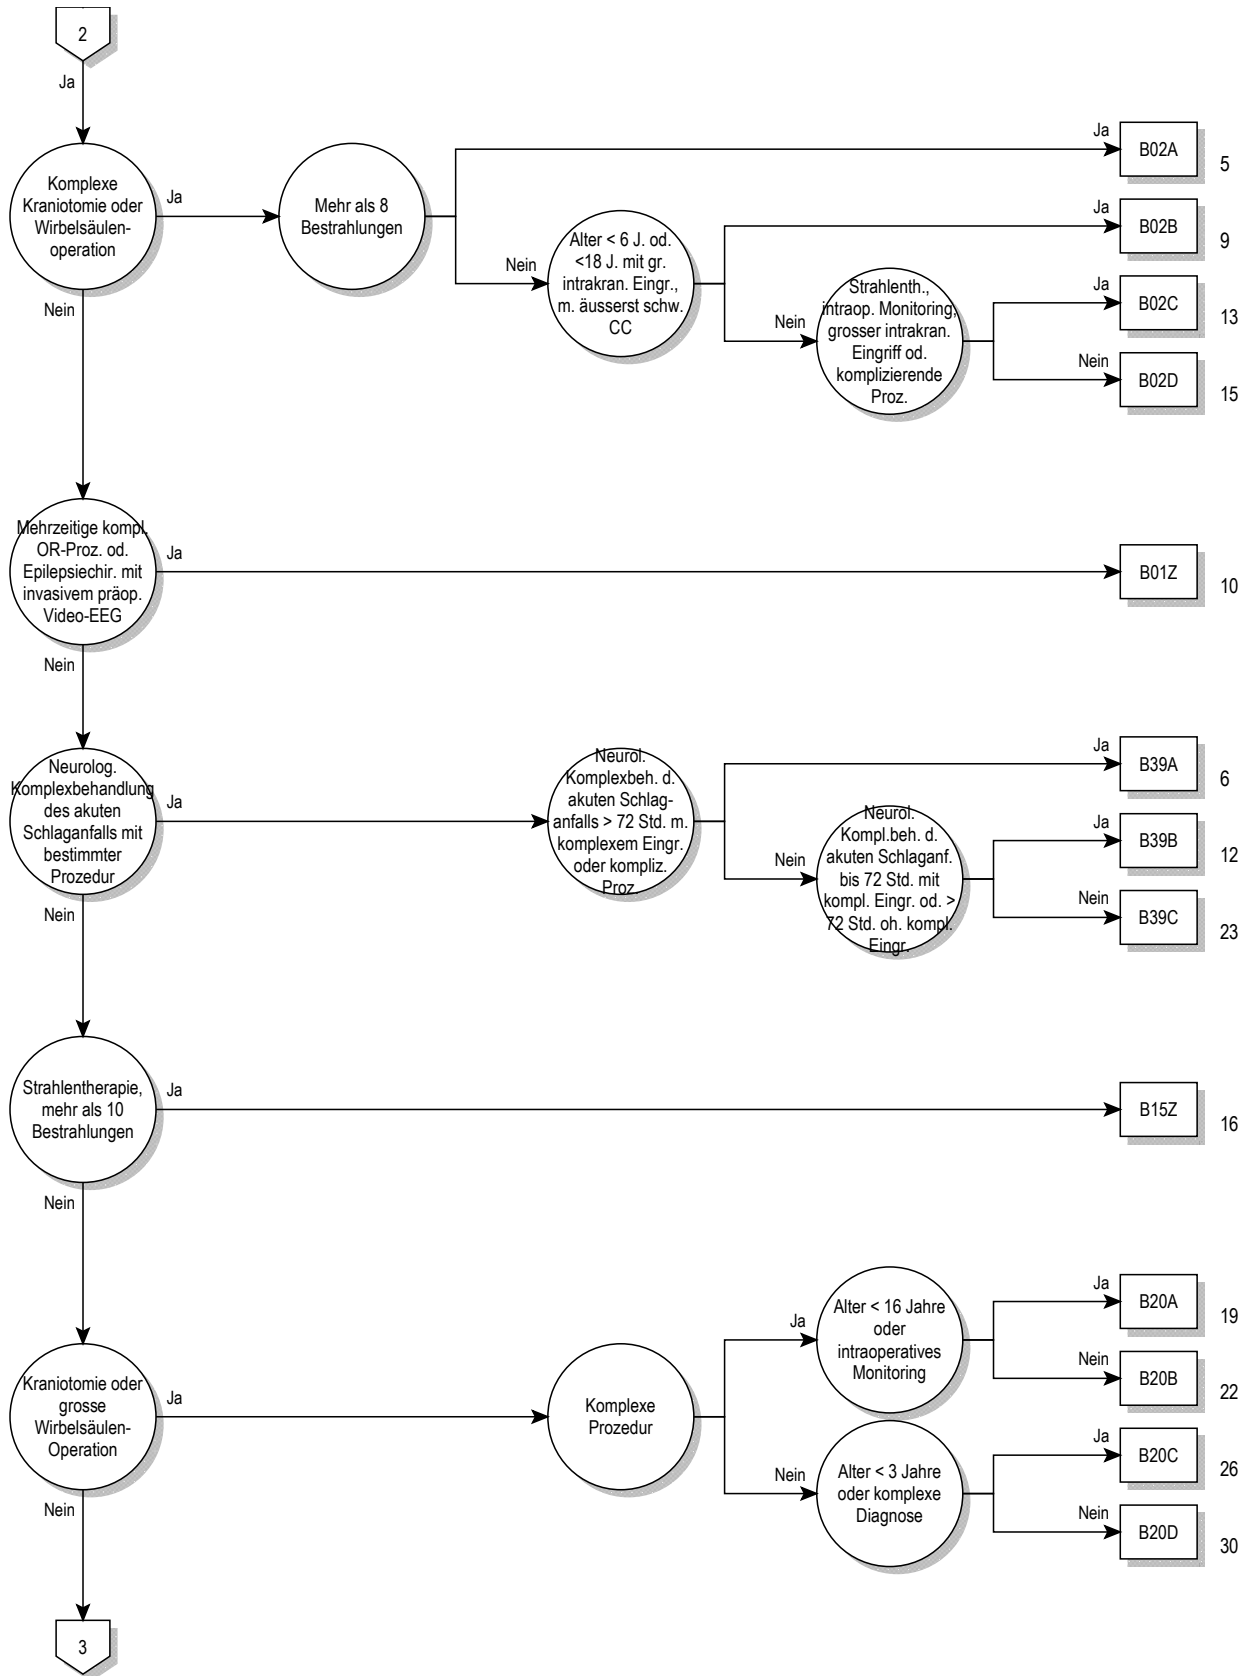 2
Ja
Komplexe
Kraniotomie oder
Wirbelsäulen-
operation
Ja
Mehr als 8
Bestrahlungen
Ja
B02A
5
Nein
Alter < 6 J. od.
<18 J. mit gr.
intrakran. Eingr.,
m. äusserst schw.
CC
Ja
B02B
9
Nein
Strahlenth.,
intraop. Monitoring,
grosser intrakran.
Eingriff od.
komplizierende
Proz.
Ja
B02C
13
Nein
B02D
15
Nein
Mehrzeitige kompl.
OR-Proz. od.
Epilepsiechir. mit
invasivem präop.
Video-EEG
Ja
B01Z
10
Nein
Neurolog.
Komplexbehandlung
des akuten
Schlaganfalls mit
bestimmter
Prozedur
Ja
Neurol.
Komplexbeh. d.
akuten Schlag-
anfalls > 72 Std. m.
komplexem Eingr.
oder kompliz.
Proz.
Ja
B39A
6
Nein
Neurol.
Kompl.beh. d.
akuten Schlaganf.
bis 72 Std. mit
kompl. Eingr. od. >
72 Std. oh. kompl.
Eingr.
Ja
B39B
12
Nein
B39C
23
Nein
Strahlentherapie,
mehr als 10
Bestrahlungen
Ja
B15Z
16
Nein
Kraniotomie oder
grosse
Wirbelsäulen-
Operation
Ja
Komplexe
Prozedur
Ja
Alter < 16 Jahre
oder
intraoperatives
Monitoring
Ja
B20A
19
Nein
B20B
22
Nein
Alter < 3 Jahre
oder komplexe
Diagnose
Ja
B20C
26
Nein
B20D
30
Nein
3